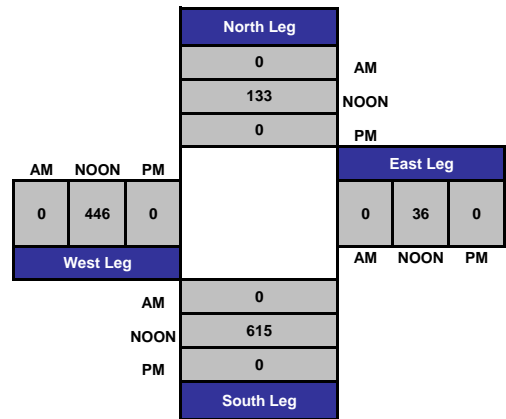 North Leg
0 AM
133 NOON
0 PM
AM NOON PM
East Leg
0 446 0
0 36 0
West Leg
AM NOON PM
AM 0
NOON 615
PM 0
South Leg